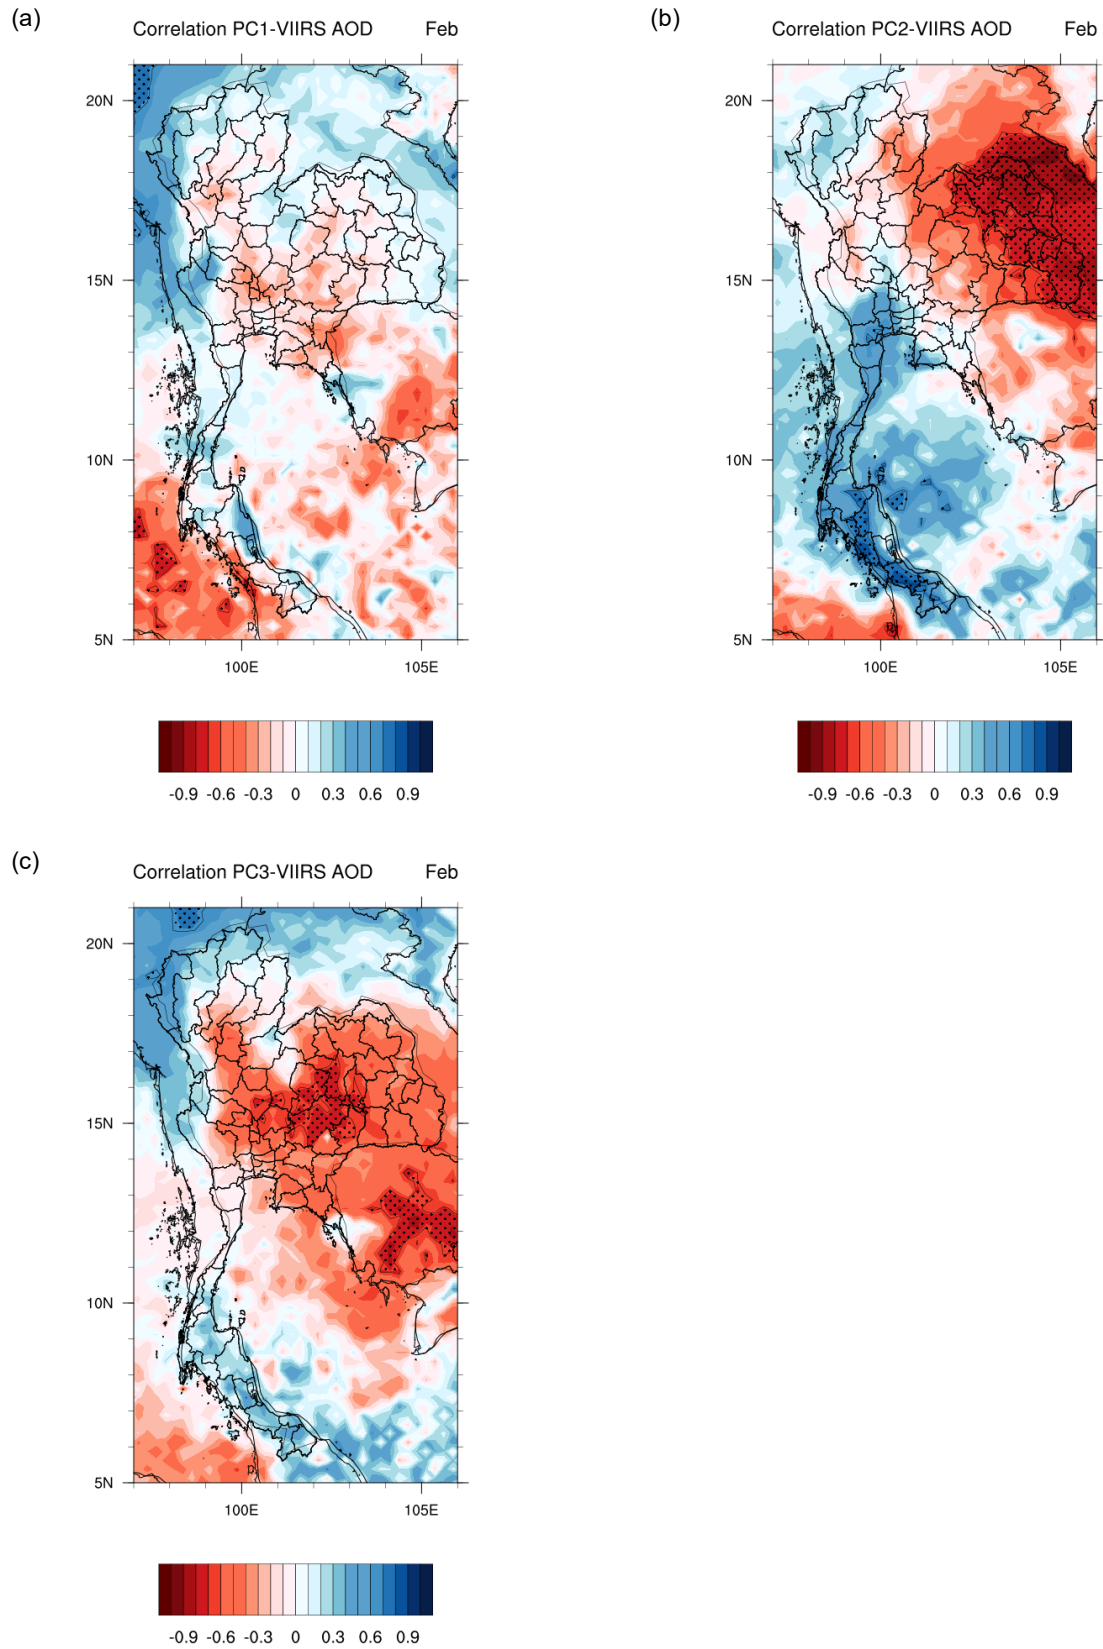 (a)
Correlation PC1-VIIRS AOD Feb
20N
15N
10N
5N
100E 105E
-0.9 -0.6 -0.3 0 0.3 0.6 0.9
(b)
Correlation PC2-VIIRS AOD Feb
20N
15N
10N
5N
100E 105E
-0.9 -0.6 -0.3 0 0.3 0.6 0.9
(c)
Correlation PC3-VIIRS AOD Feb
20N
15N
10N
5N
100E 105E
-0.9 -0.6 -0.3 0 0.3 0.6 0.9